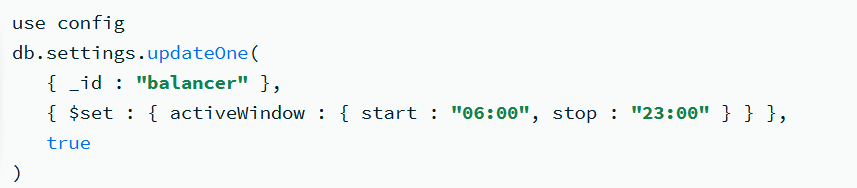 use config
db.settings.updateOne(
   { _id : "balancer" },
   { $set : { activeWindow : { start : "06:00", stop : "23:00" } } },
   true
)